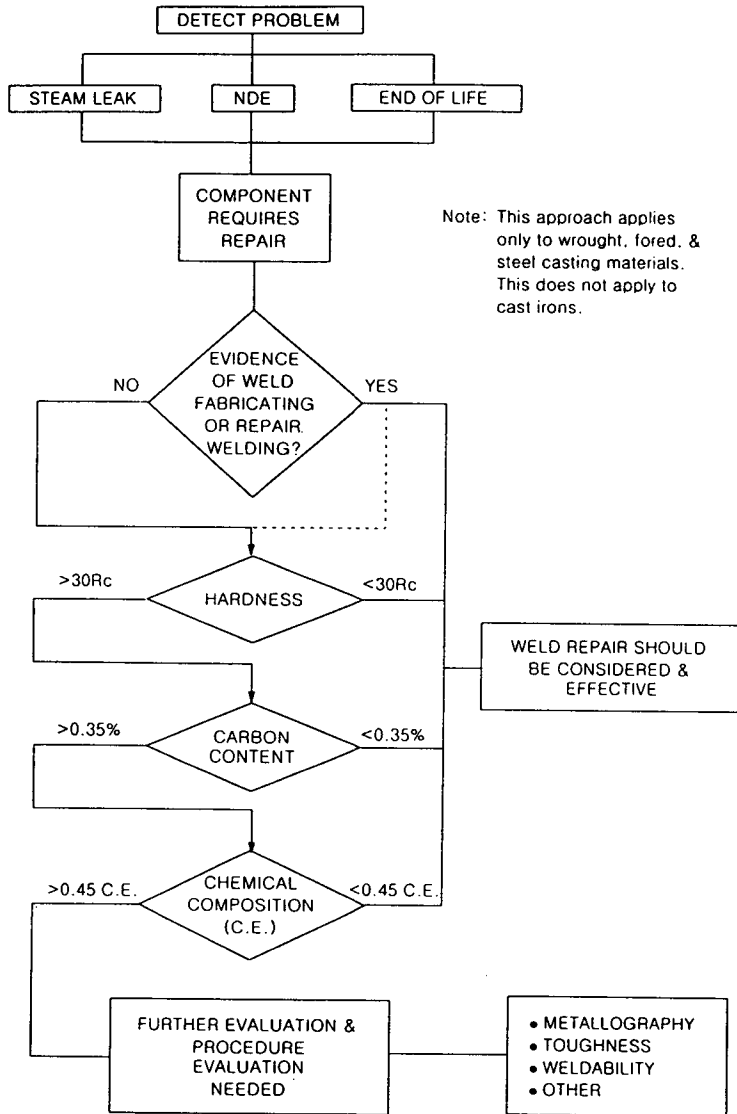 DETECT PROBLEM
STEAM LEAK
NDE
END OF LIFE
COMPONENT
REQUIRES
REPAIR
Note: This approach applies
only to wrought, fored, &
steel casting materials.
This does not apply to
cast irons.
EVIDENCE
OF WELD
FABRICATING
OR REPAIR
WELDING?
NO
YES
>30Rc
HARDNESS
<30Rc
WELD REPAIR SHOULD
BE CONSIDERED &
EFFECTIVE
>0.35%
CARBON
CONTENT
<0.35%
>0.45 C.E.
CHEMICAL
COMPOSITION
(C.E.)
<0.45 C.E.
FURTHER EVALUATION &
PROCEDURE
EVALUATION
NEEDED
• METALLOGRAPHY
• TOUGHNESS
• WELDABILITY
• OTHER